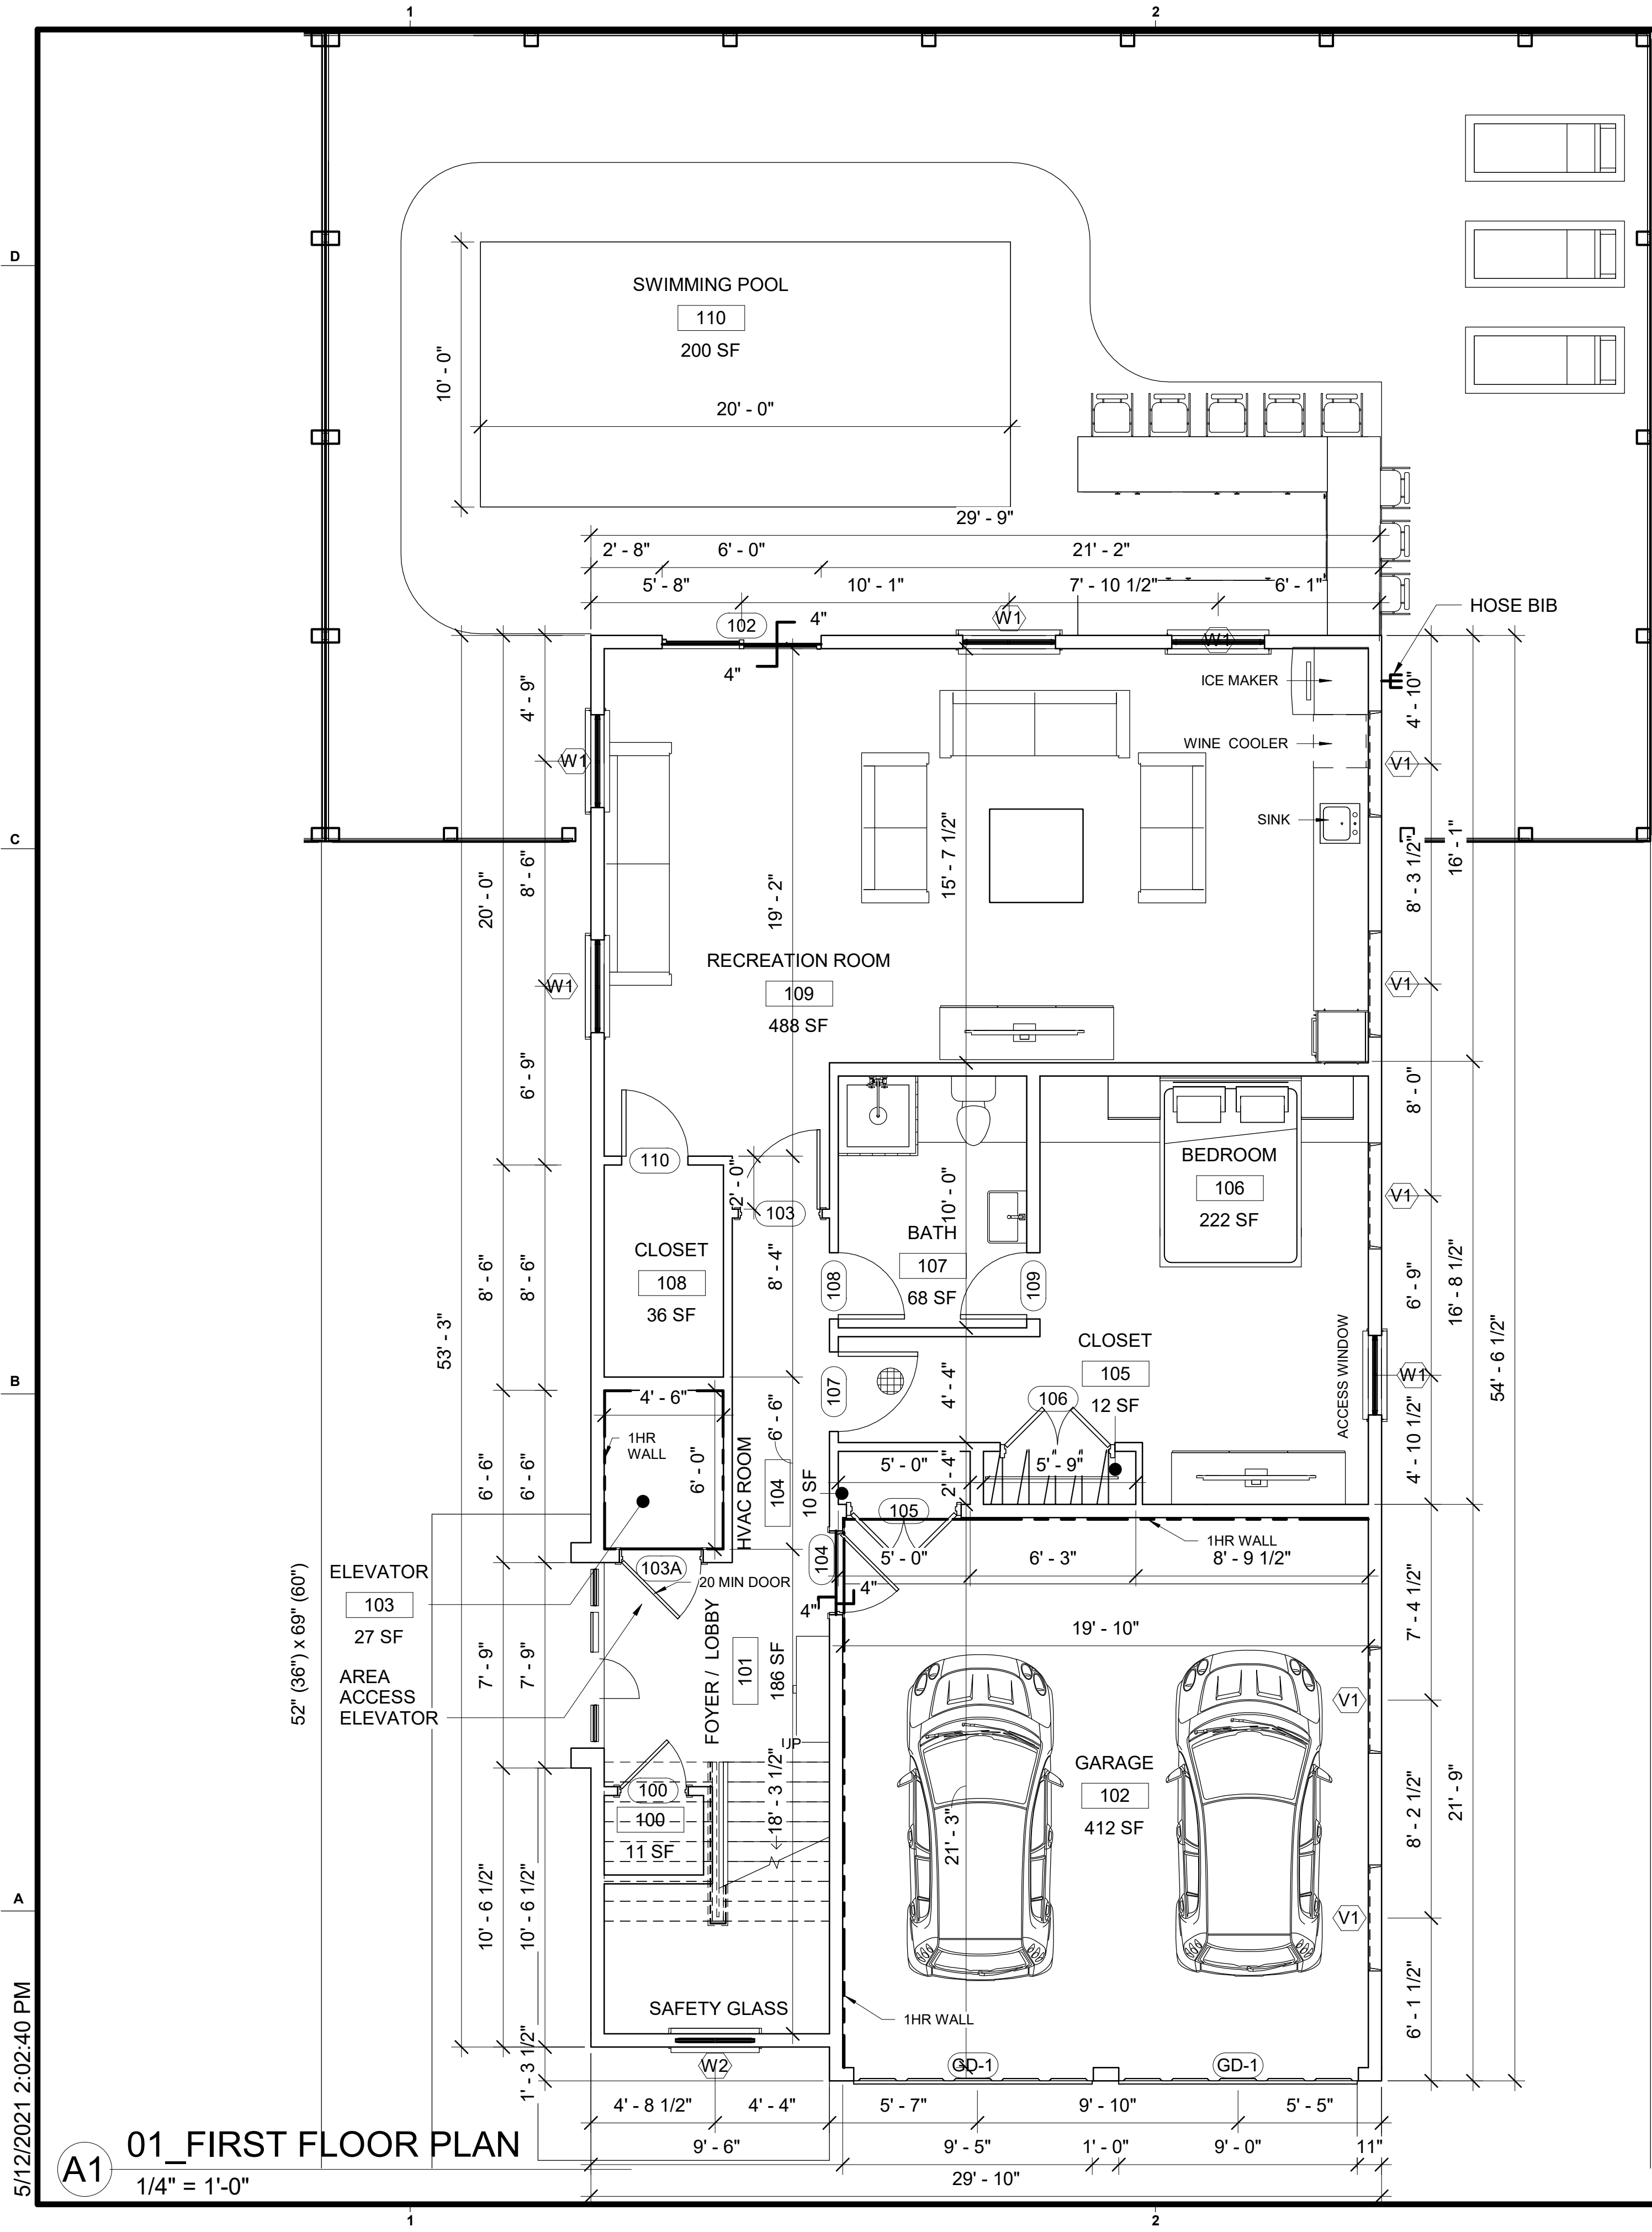 1
2
D
C
B
A
SWIMMING POOL
110
200 SF
10' - 0"
20' - 0"
29' - 9"
2' - 8"
6' - 0"
21' - 2"
5' - 8"
10' - 1"
7' - 10 1/2"
6' - 1"
102
4"
4"
W1
W1
HOSE BIB
ICE MAKER
WINE COOLER
SINK
4' - 9"
W1
8' - 6"
20' - 0"
W1
6' - 9"
19' - 2"
15' - 7 1/2"
RECREATION ROOM
109
488 SF
4' - 10"
V1
8' - 3 1/2"
16' - 1"
V1
8' - 0"
V1
110
2' - 0"
103
CLOSET
108
36 SF
8' - 4"
108
BATH
107
68 SF
10' - 0"
109
BEDROOM
106
222 SF
8' - 6"
8' - 6"
53' - 3"
6' - 9"
16' - 8 1/2"
54' - 6 1/2"
CLOSET
105
12 SF
106
107
4' - 4"
ACCESS WINDOW
W1
4' - 10 1/2"
4' - 6"
1HR
WALL
6' - 0"
6' - 6"
6' - 6"
6' - 6"
HVAC ROOM
104
10 SF
5' - 0"
2' - 4"
5' - 9"
105
104
5' - 0"
6' - 3"
8' - 9 1/2"
1HR WALL
103A
20 MIN DOOR
4"
4"
19' - 10"
ELEVATOR
103
27 SF
AREA
ACCESS
ELEVATOR
52" (36") x 69" (60")
7' - 9"
7' - 9"
FOYER / LOBBY
101
186 SF
UP
18' - 3 1/2"
100
100
11 SF
7' - 4 1/2"
V1
GARAGE
102
412 SF
21' - 3"
8' - 2 1/2"
21' - 9"
V1
6' - 1 1/2"
10' - 6 1/2"
10' - 6 1/2"
SAFETY GLASS
1HR WALL
1' - 3 1/2"
W2
GD-1
GD-1
4' - 8 1/2"
4' - 4"
5' - 7"
9' - 10"
5' - 5"
9' - 6"
9' - 5"
1' - 0"
9' - 0"
11"
29' - 10"
A1
01_FIRST FLOOR PLAN
1/4" = 1'-0"
5/12/2021 2:02:40 PM
1
2